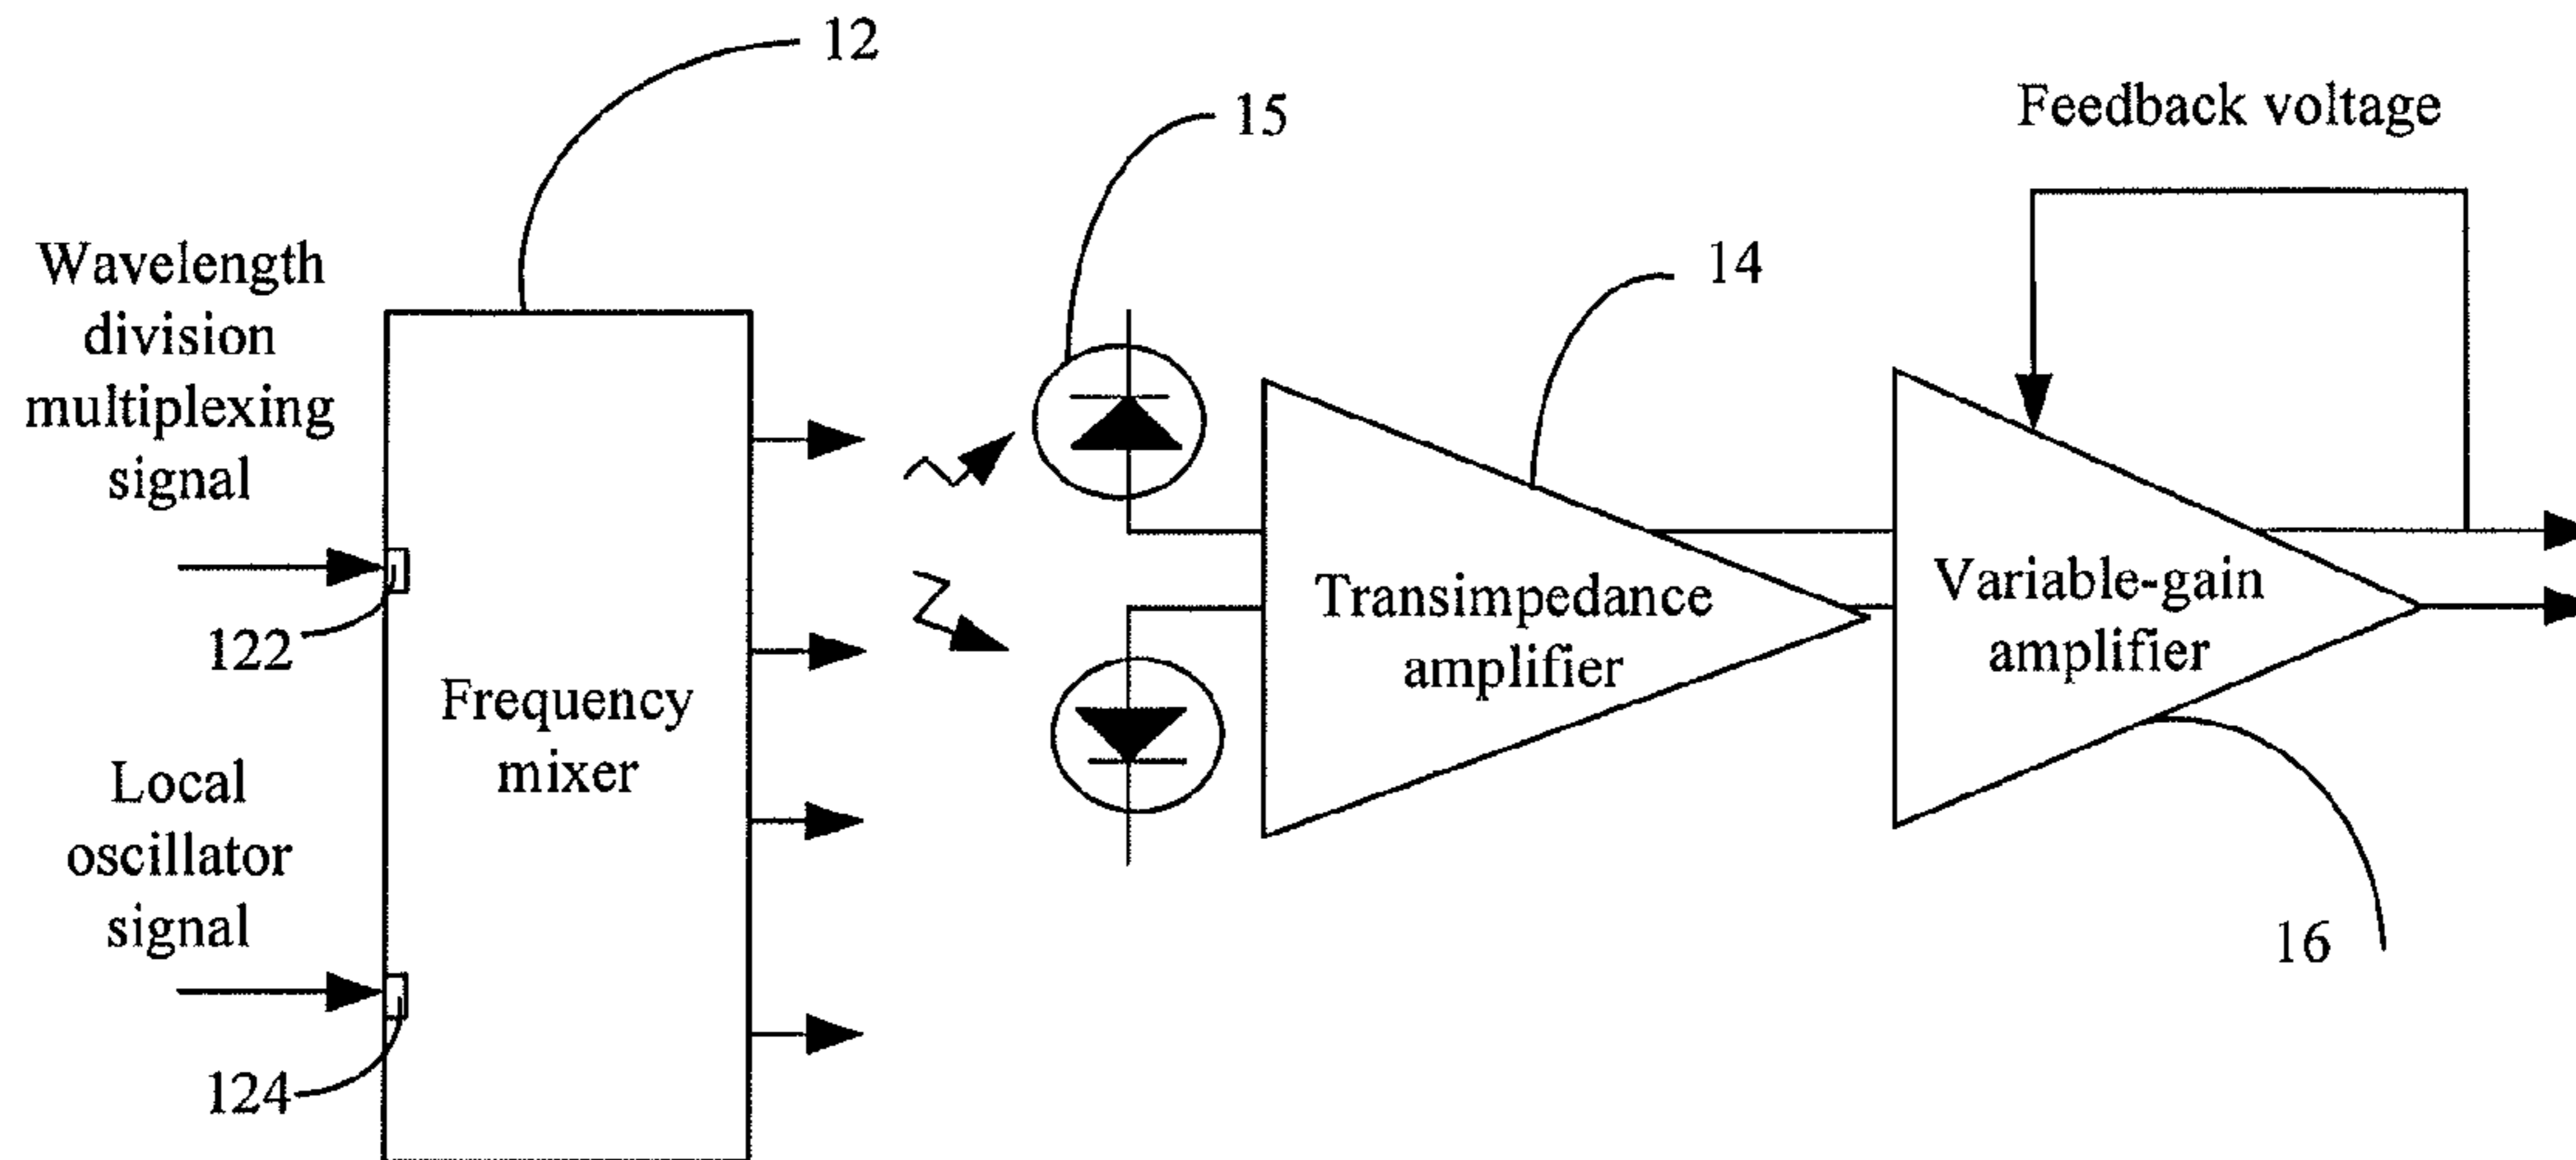 12
15
Feedback voltage
14
Wavelength
division
multiplexing
signal
122
Frequency
mixer
Transimpedance
amplifier
Variable-gain
amplifier
Local
oscillator
signal
124
16